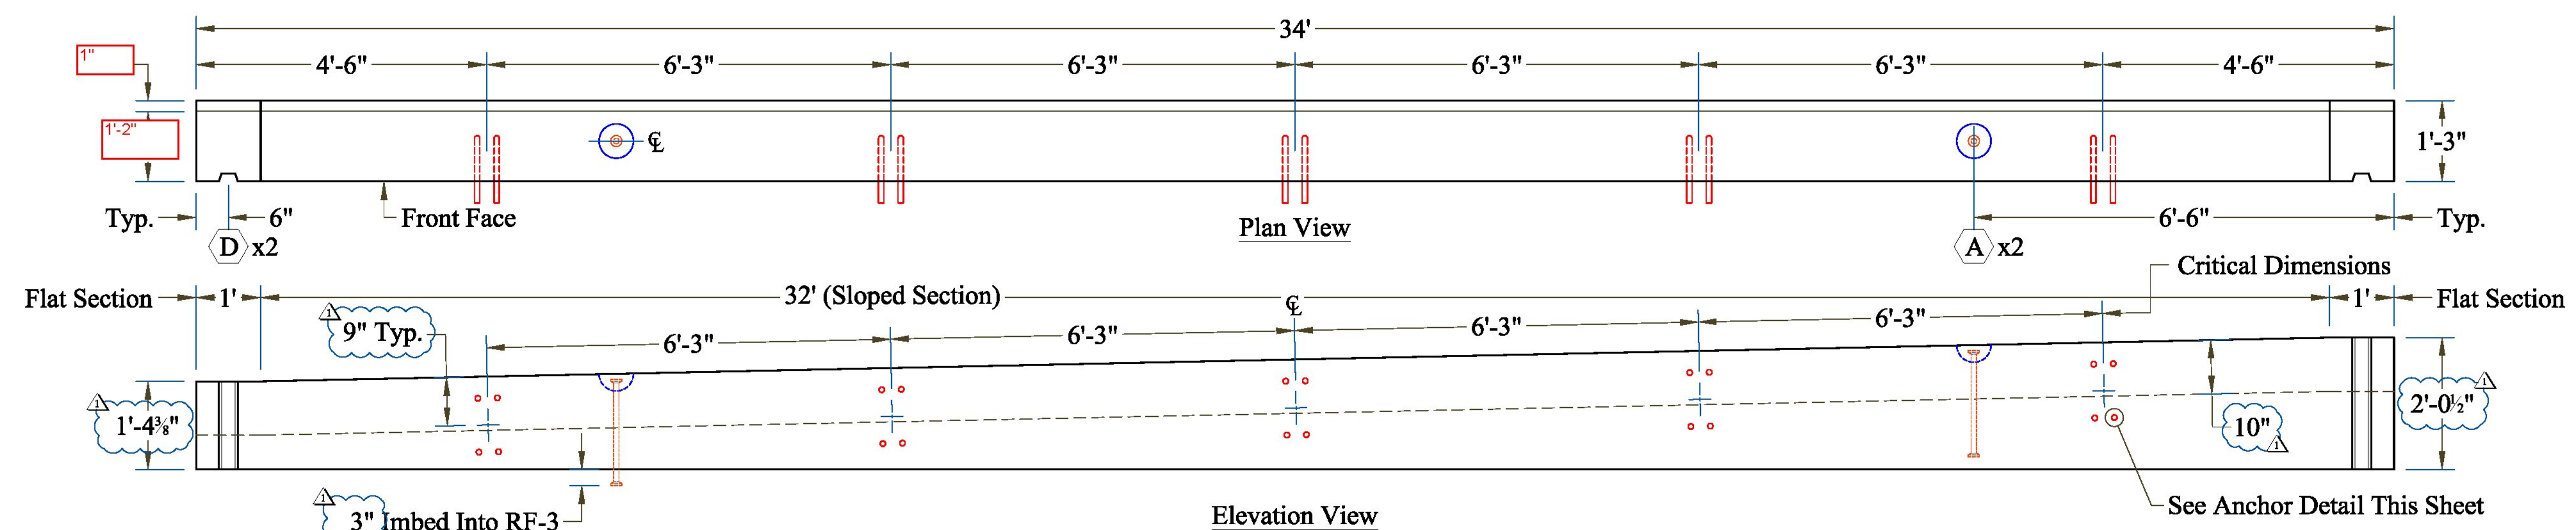 34'
1"
4'-6" 6'-3" 6'-3" 6'-3" 6'-3" 4'-6"
1'-2"
℄
1'-3"
Typ. 6" Front Face
Plan View
6'-6" Typ.
D x2
A x2
Critical Dimensions
Flat Section 1' 32' (Sloped Section) ℄ 1' Flat Section
1 9" Typ.
6'-3" 6'-3" 6'-3" 6'-3"
1 1'-4⅜"
2'-0½" 1
10" 1
1 3" Imbed Into RF-3
Elevation View
See Anchor Detail This Sheet